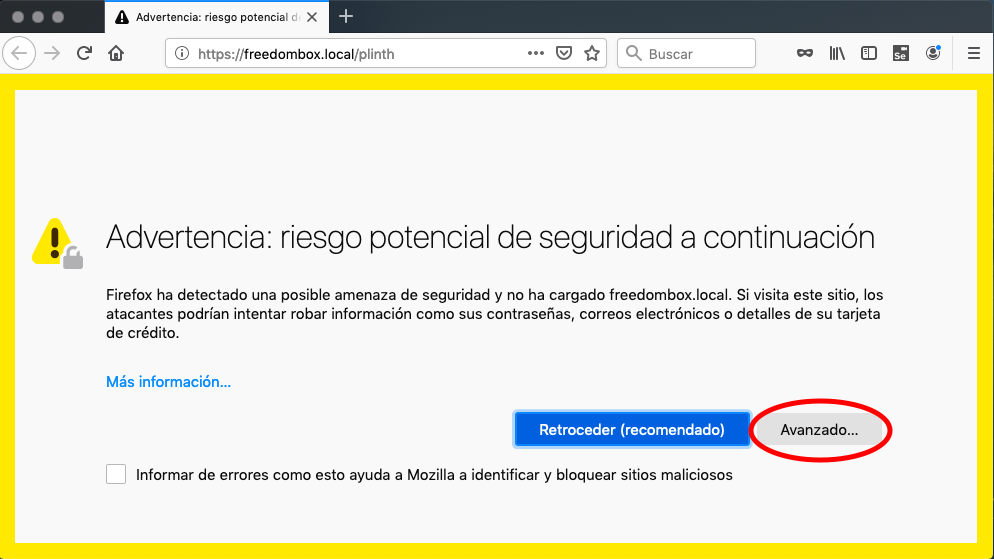 Advertencia: riesgo potencial de
https://freedombox.local/plinth
Buscar
Se
Advertencia: riesgo potencial de seguridad a continuación
Firefox ha detectado una posible amenaza de seguridad y no ha cargado freedombox.local. Si visita este sitio, los
atacantes podrían intentar robar información como sus contraseñas, correos electrónicos o detalles de su tarjeta
de crédito.
Más información...
Retroceder (recomendado)
Avanzado...
Informar de errores como esto ayuda a Mozilla a identificar y bloquear sitios maliciosos